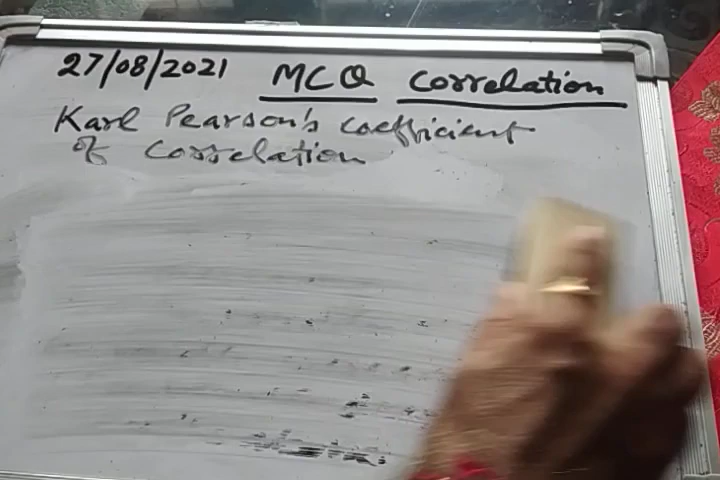 27/08/2021 MCQ Correlation
Karl Pearson's Coefficient
of Correlation